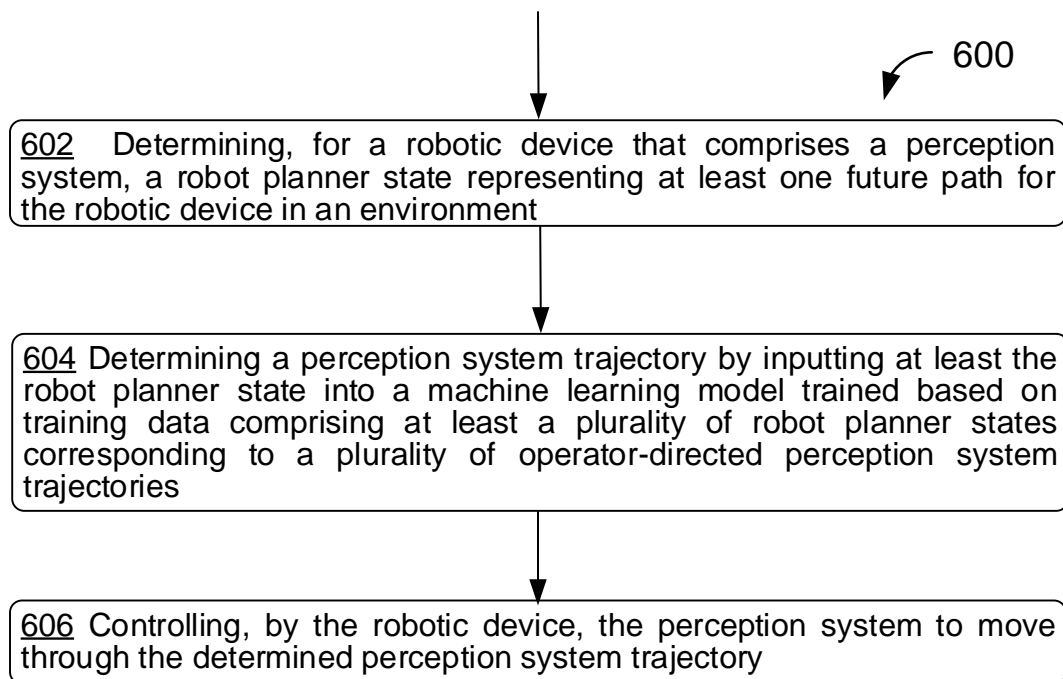 600
602 Determining, for a robotic device that comprises a perception
system, a robot planner state representing at least one future path for
the robotic device in an environment
604 Determining a perception system trajectory by inputting at least the
robot planner state into a machine learning model trained based on
training data comprising at least a plurality of robot planner states
corresponding to a plurality of operator-directed perception system
trajectories
606 Controlling, by the robotic device, the perception system to move
through the determined perception system trajectory